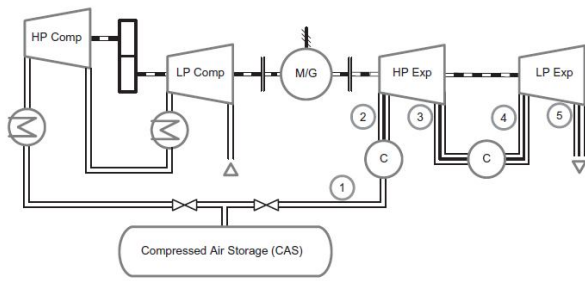 HP Comp
LP Comp
M/G
HP Exp
LP Exp
2
3
4
5
C
C
1
Compressed Air Storage (CAS)